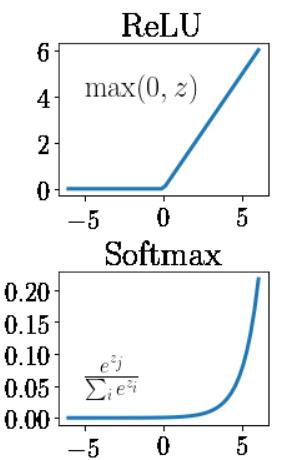 ReLU
6
max(0, z)
4
2
0
−5 0 5
Softmax
0.20
0.15
0.10
e^{z_j}
0.05
∑_i e^{z_i}
0.00
−5 0 5